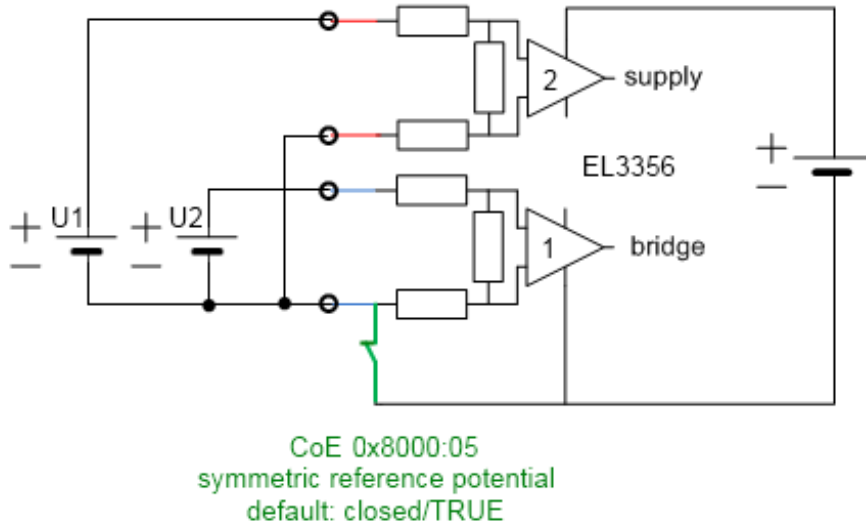 2
supply
EL3356
+
−
+
U1
+
U2
−
−
1
bridge
CoE 0x8000:05
symmetric reference potential
default: closed/TRUE